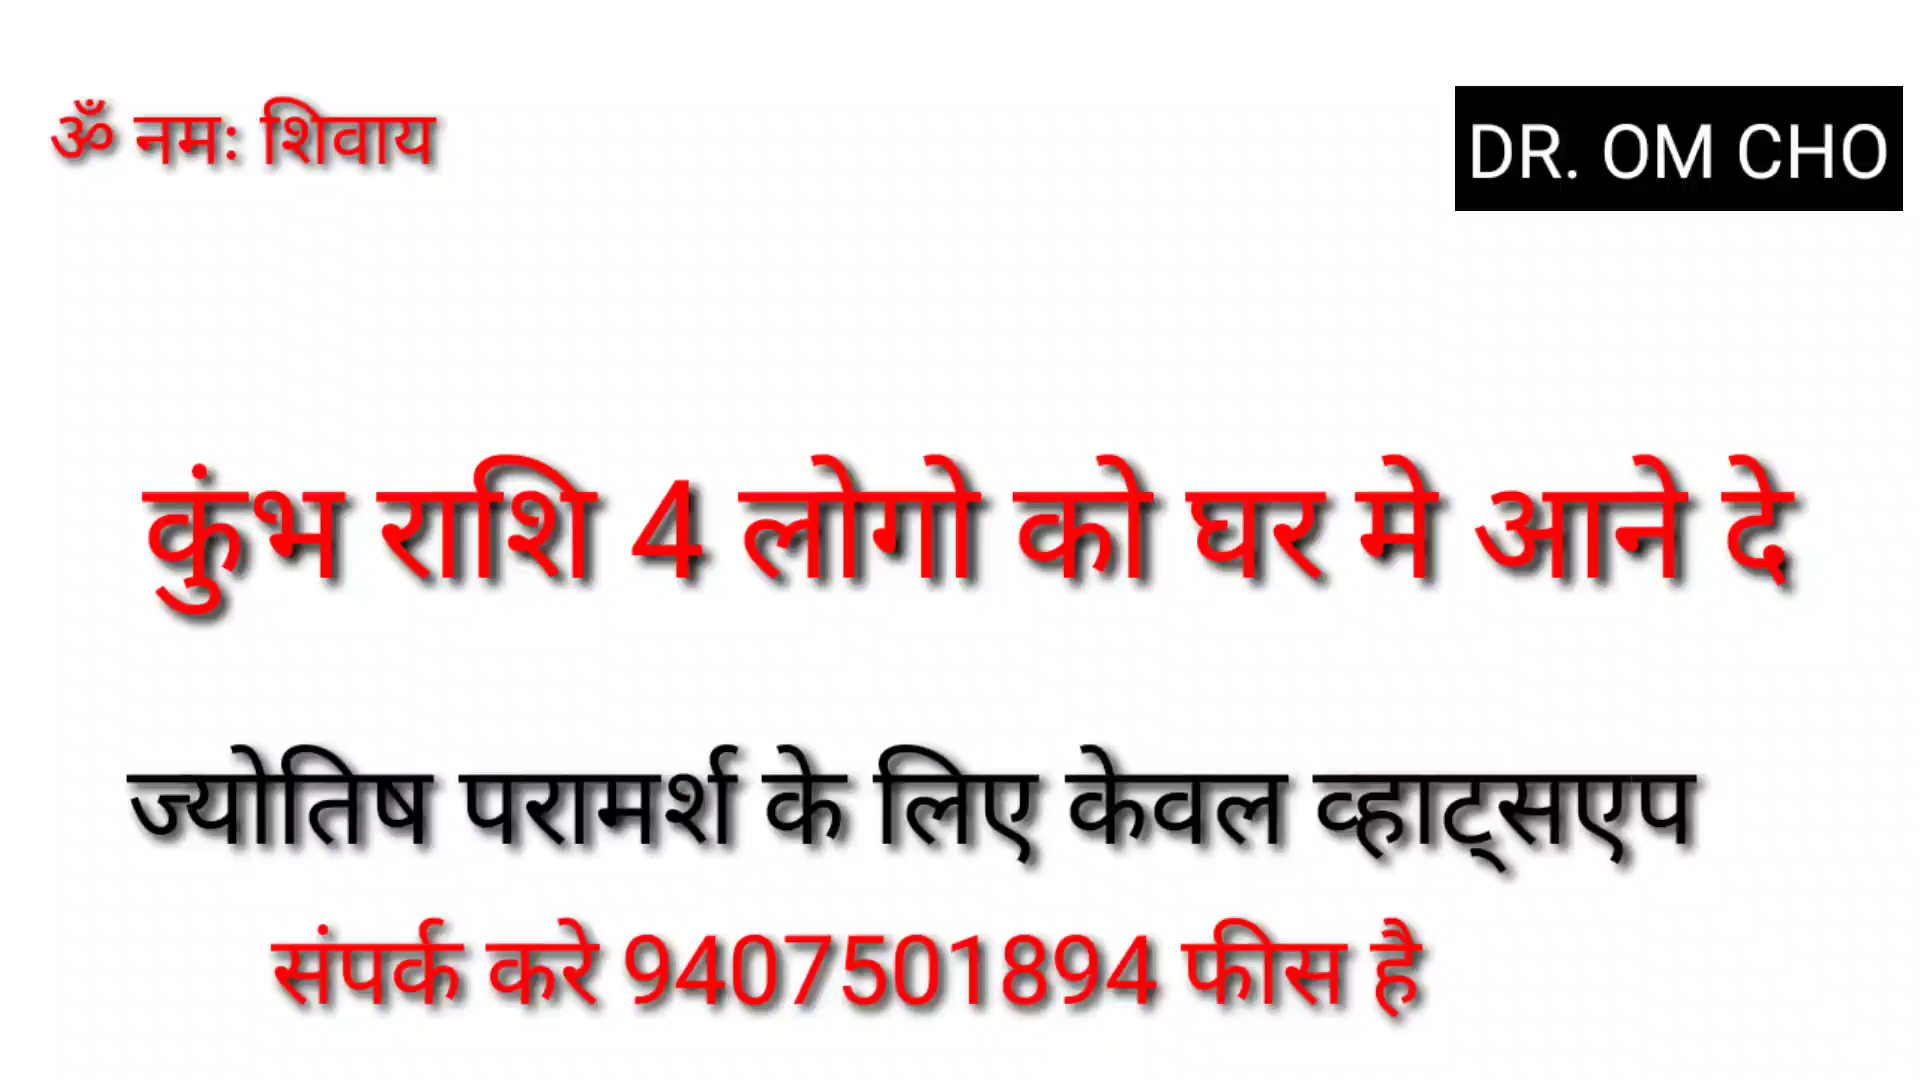 ॐ नमः शिवाय
DR. OM CHO
कुंभ राशि 4 लोगो को घर मे आने दे
ज्योतिष परामर्श के लिए केवल व्हाट्सएप
संपर्क करे 9407501894 फीस है